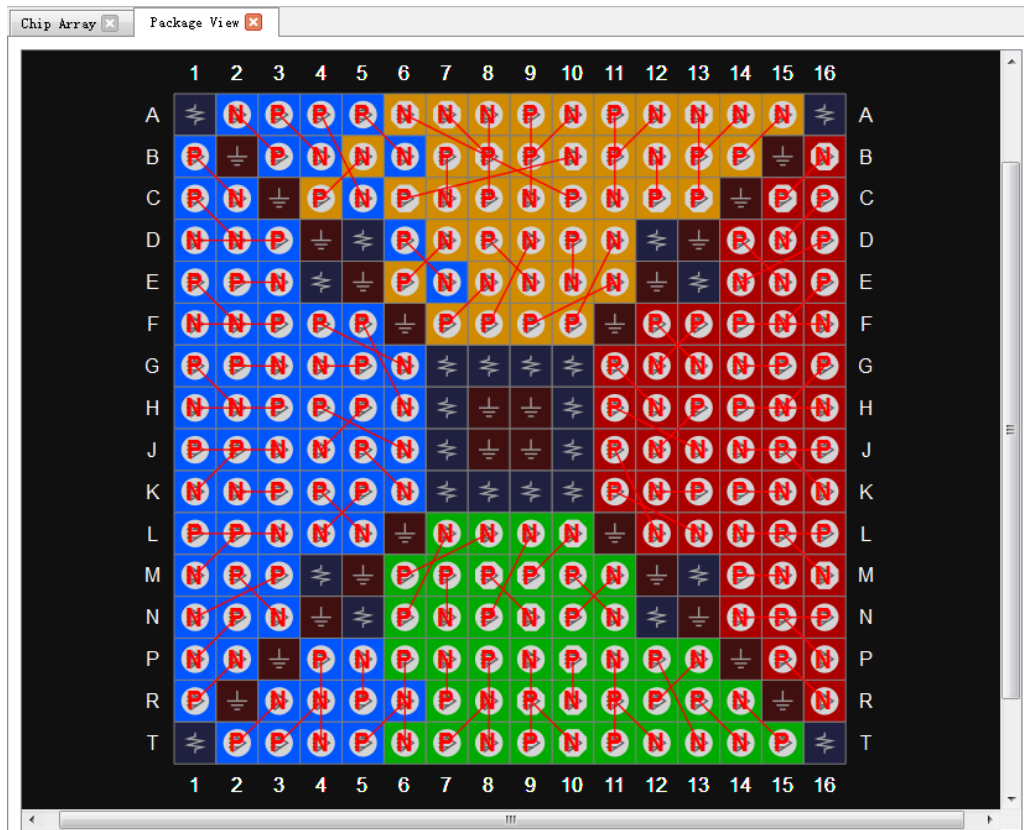 Chip Array
Package View
1 2 3 4 5 6 7 8 9 10 11 12 13 14 15 16
A N P P P N N N P N P N P N N A
B P P N N N P P P N P N P P N B
C P N P N P N P N P N P P P P C
D N N P P N P N P N P N P D
E P P N P N N N N N N N P E
F N N P P P P P P P P P P N N F
G P P P N P N P N N N P P G
H N N P P P N P N P P N N H
J P P P N P N P N N N P P J
K N N P P P N P N P P N N K
L P P P N N N N N N N N N P P L
M N P P P P P P P N P P N M
N N P N P N P N P N N P P N
P N N P N P N P N P N P N P N P
R P N N P N P N P N P P P N N R
T P P N P N P N P N P N N N P T
1 2 3 4 5 6 7 8 9 10 11 12 13 14 15 16